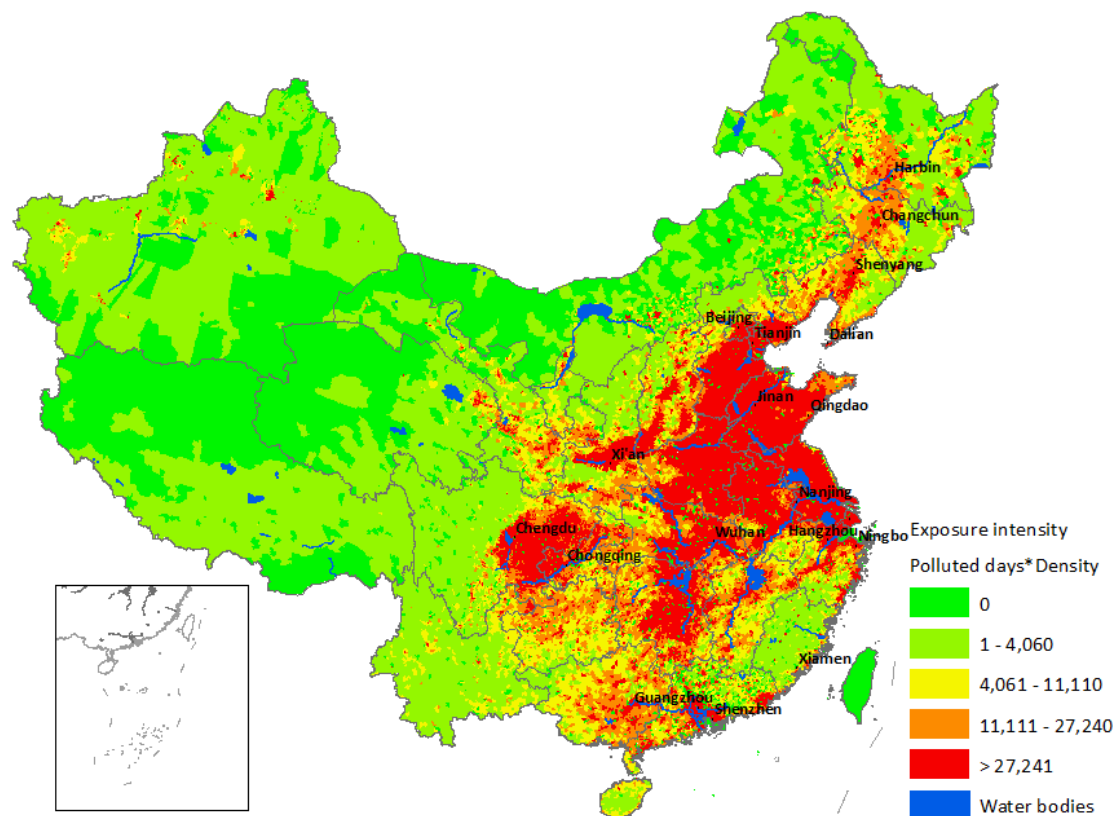 Harbin
Changchun
Shenyang
Beijing
Tianjin
Dalian
Jinan
Qingdao
Xi'an
Nanjing
Chengdu
Wuhan
Hangzhou
Ningbo
Chongqing
Xiamen
Guangzhou
Shenzhen
Exposure intensity
Polluted days* Density
0
1 - 4,060
4,061 - 11,110
11,111 - 27,240
> 27,241
Water bodies